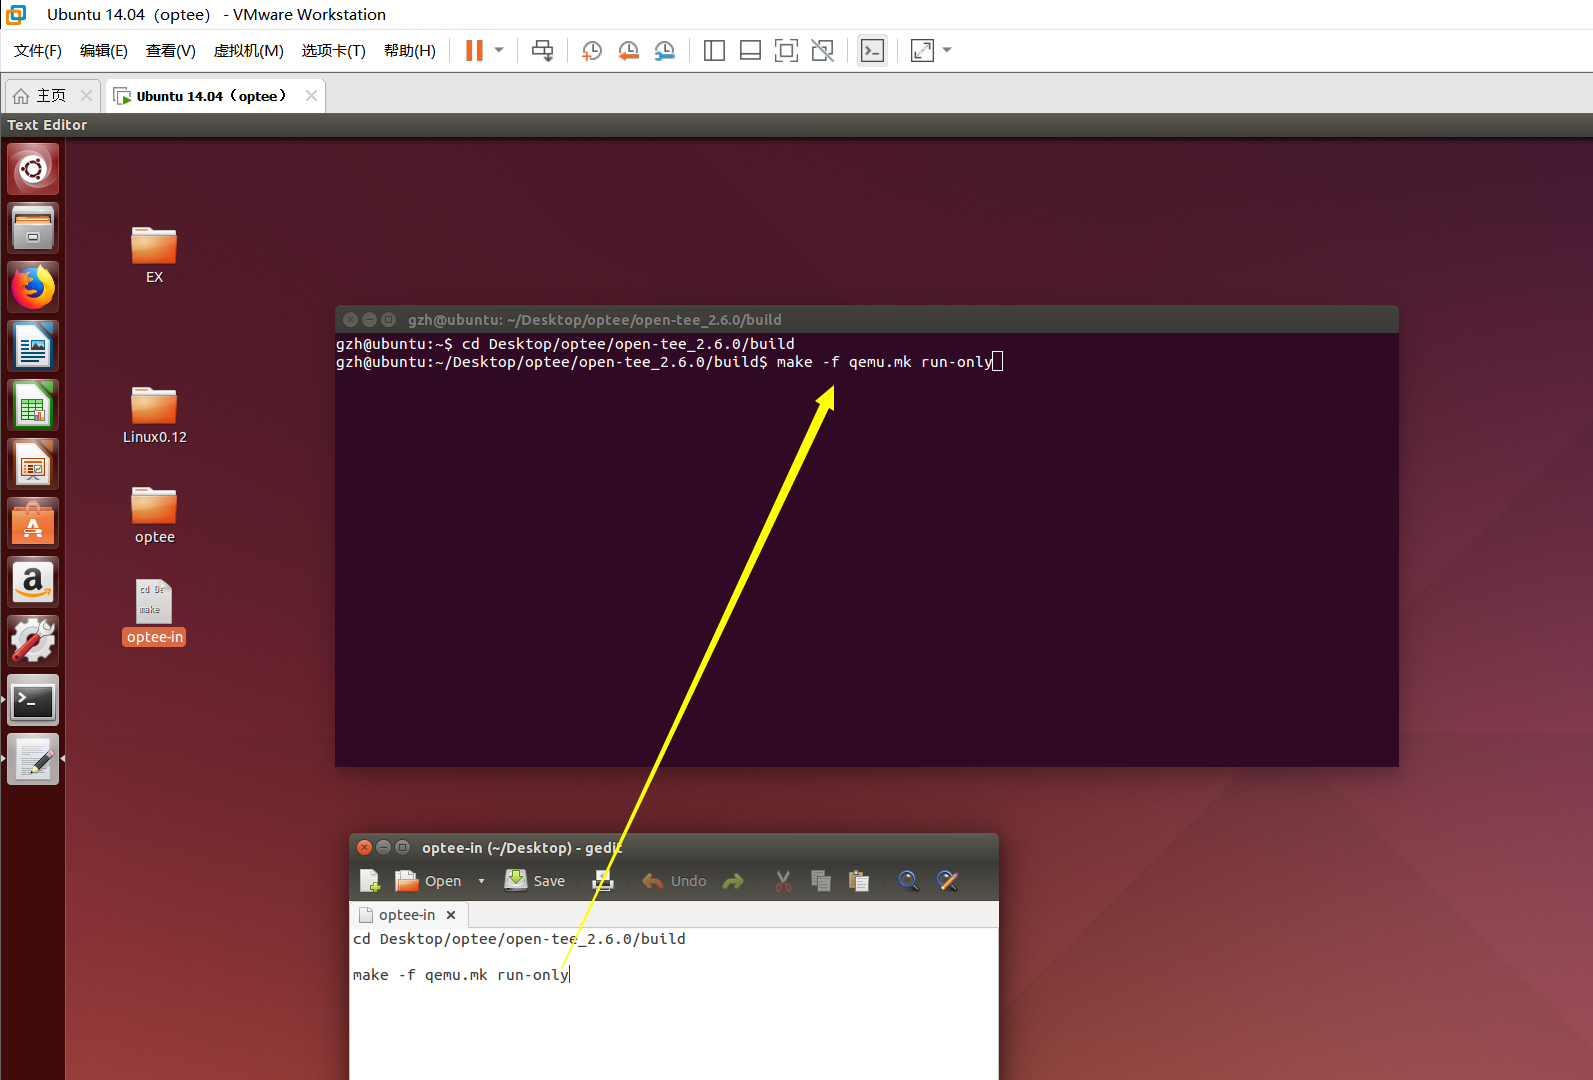 Ubuntu 14.04（optee） - VMware Workstation
文件(F) 编辑(E) 查看(V) 虚拟机(M) 选项卡(T) 帮助(H)
主页 Ubuntu 14.04（optee）
Text Editor
EX
Linux0.12
optee
cd De
make
optee-in
gzh@ubuntu: ~/Desktop/optee/open-tee_2.6.0/build
gzh@ubuntu:~$ cd Desktop/optee/open-tee_2.6.0/build
gzh@ubuntu:~/Desktop/optee/open-tee_2.6.0/build$ make -f qemu.mk run-only
optee-in (~/Desktop) - gedit
Open Save Undo
optee-in
cd Desktop/optee/open-tee_2.6.0/build
make -f qemu.mk run-only